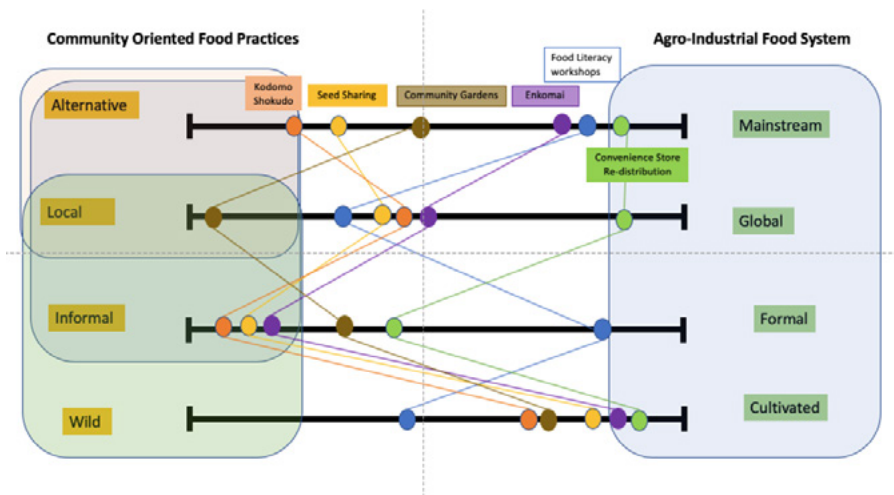 Community Oriented Food Practices
Agro-Industrial Food System
Food Literacy
workshops
Kodomo
Shokudo
Seed Sharing
Community Gardens
Enkomai
Alternative
Mainstream
Convenience Store
Re-distribution
Local
Global
Informal
Formal
Wild
Cultivated